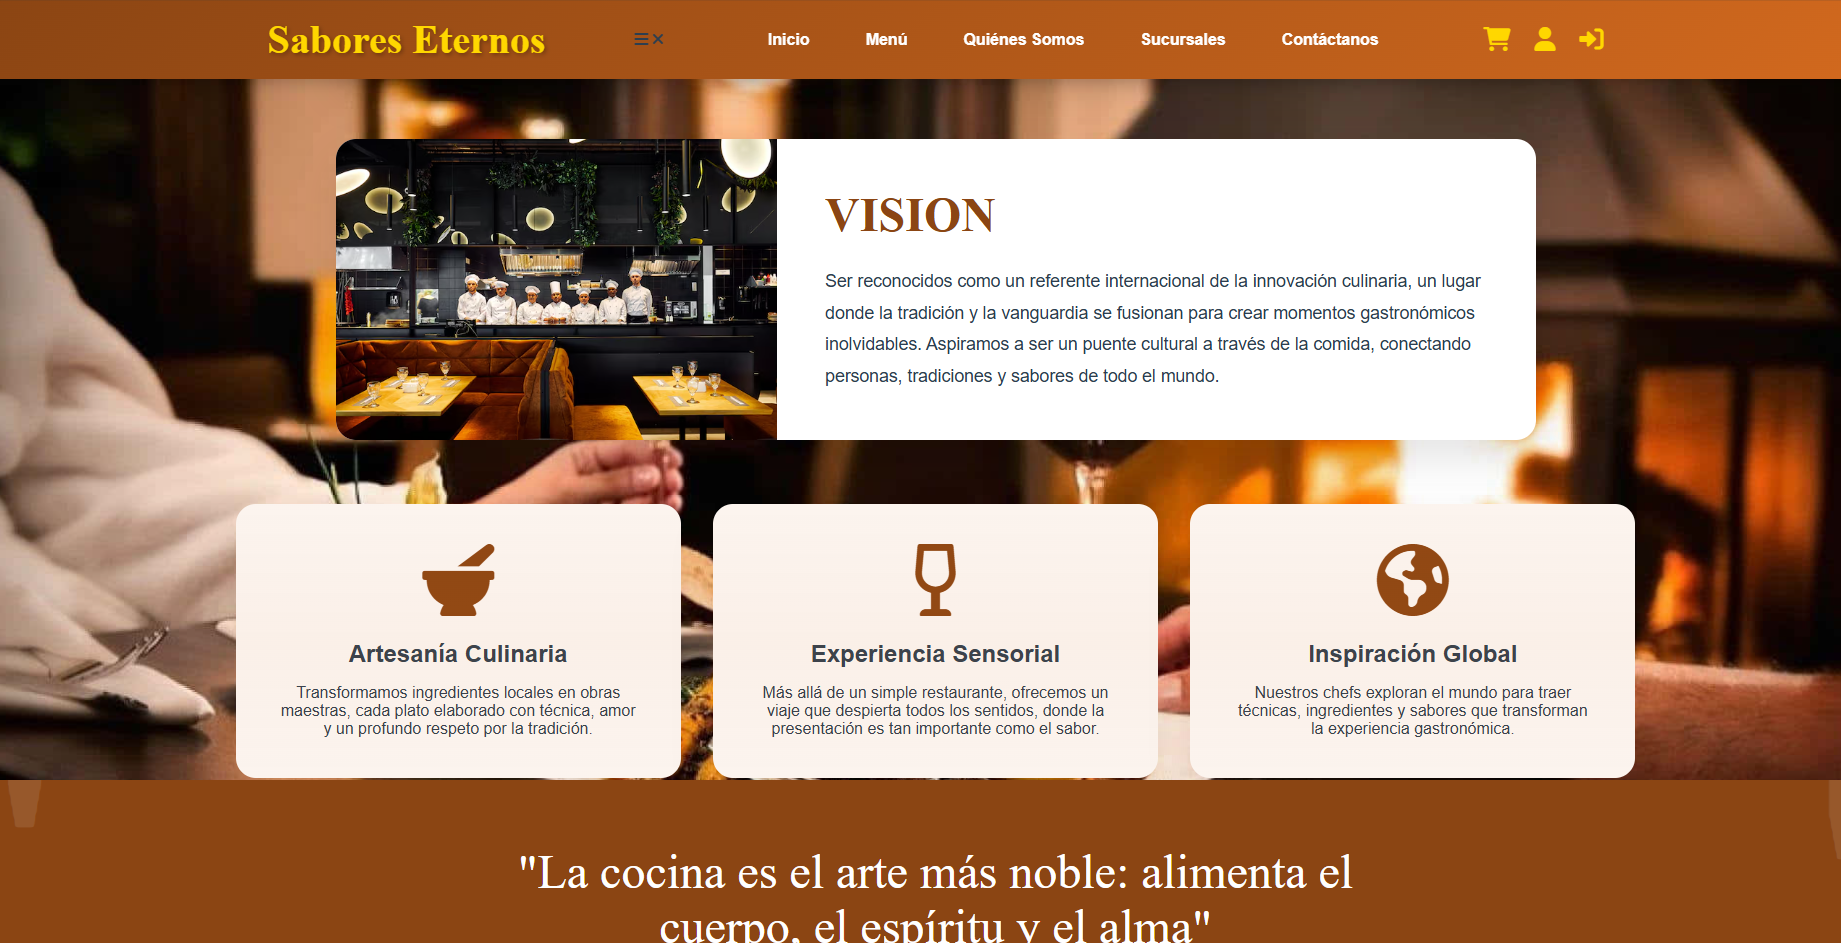 Sabores Eternos
Inicio
Menú
Quiénes Somos
Sucursales
Contáctanos
VISION
Ser reconocidos como un referente internacional de la innovación culinaria, un lugar
donde la tradición y la vanguardia se fusionan para crear momentos gastronómicos
inolvidables. Aspiramos a ser un puente cultural a través de la comida, conectando
personas, tradiciones y sabores de todo el mundo.
Artesanía Culinaria
Transformamos ingredientes locales en obras
maestras, cada plato elaborado con técnica, amor
y un profundo respeto por la tradición.
Experiencia Sensorial
Más allá de un simple restaurante, ofrecemos un
viaje que despierta todos los sentidos, donde la
presentación es tan importante como el sabor.
Inspiración Global
Nuestros chefs exploran el mundo para traer
técnicas, ingredientes y sabores que transforman
la experiencia gastronómica.
"La cocina es el arte más noble: alimenta el
cuerpo, el espíritu y el alma"